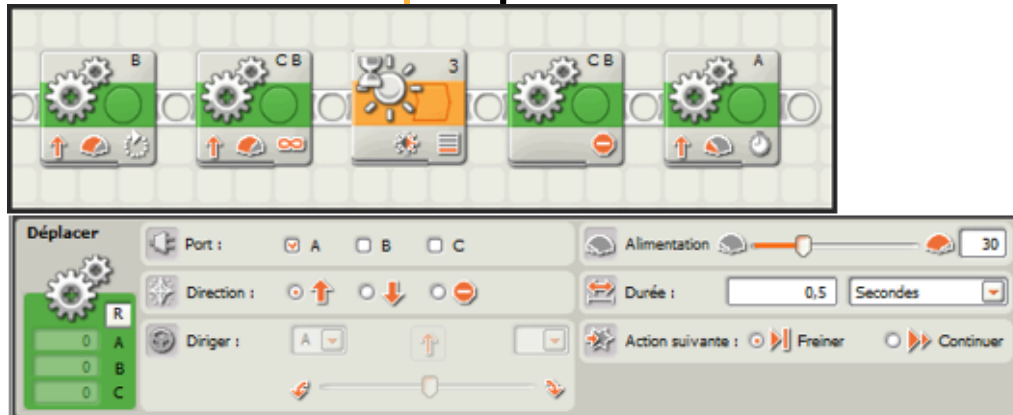 B
C B
3
C B
A
Déplacer
Port :
A
B
C
Alimentation
30
Direction :
Durée :
0,5
Secondes
R
0 A
0 B
0 C
Diriger :
A
Action suivante :
Freiner
Continuer